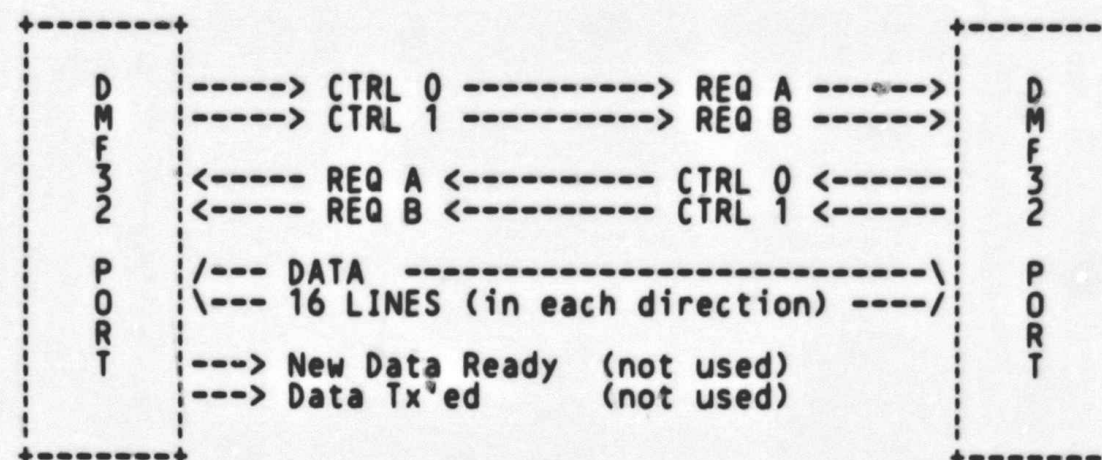 +--------+ +-------
D -----> CTRL 0 ----------> REQ A ------> D
M -----> CTRL 1 ----------> REQ B ------> M
F F
3 <----- REQ A <---------- CTRL 0 <----- 3
2 <----- REQ B <---------- CTRL 1 <----- 2
P /--- DATA ---------------------------\ P
O \--- 16 LINES (in each direction) ----/ O
R R
T ---> New Data Ready (not used) T
---> Data Tx'ed (not used)
+--------+ +-------